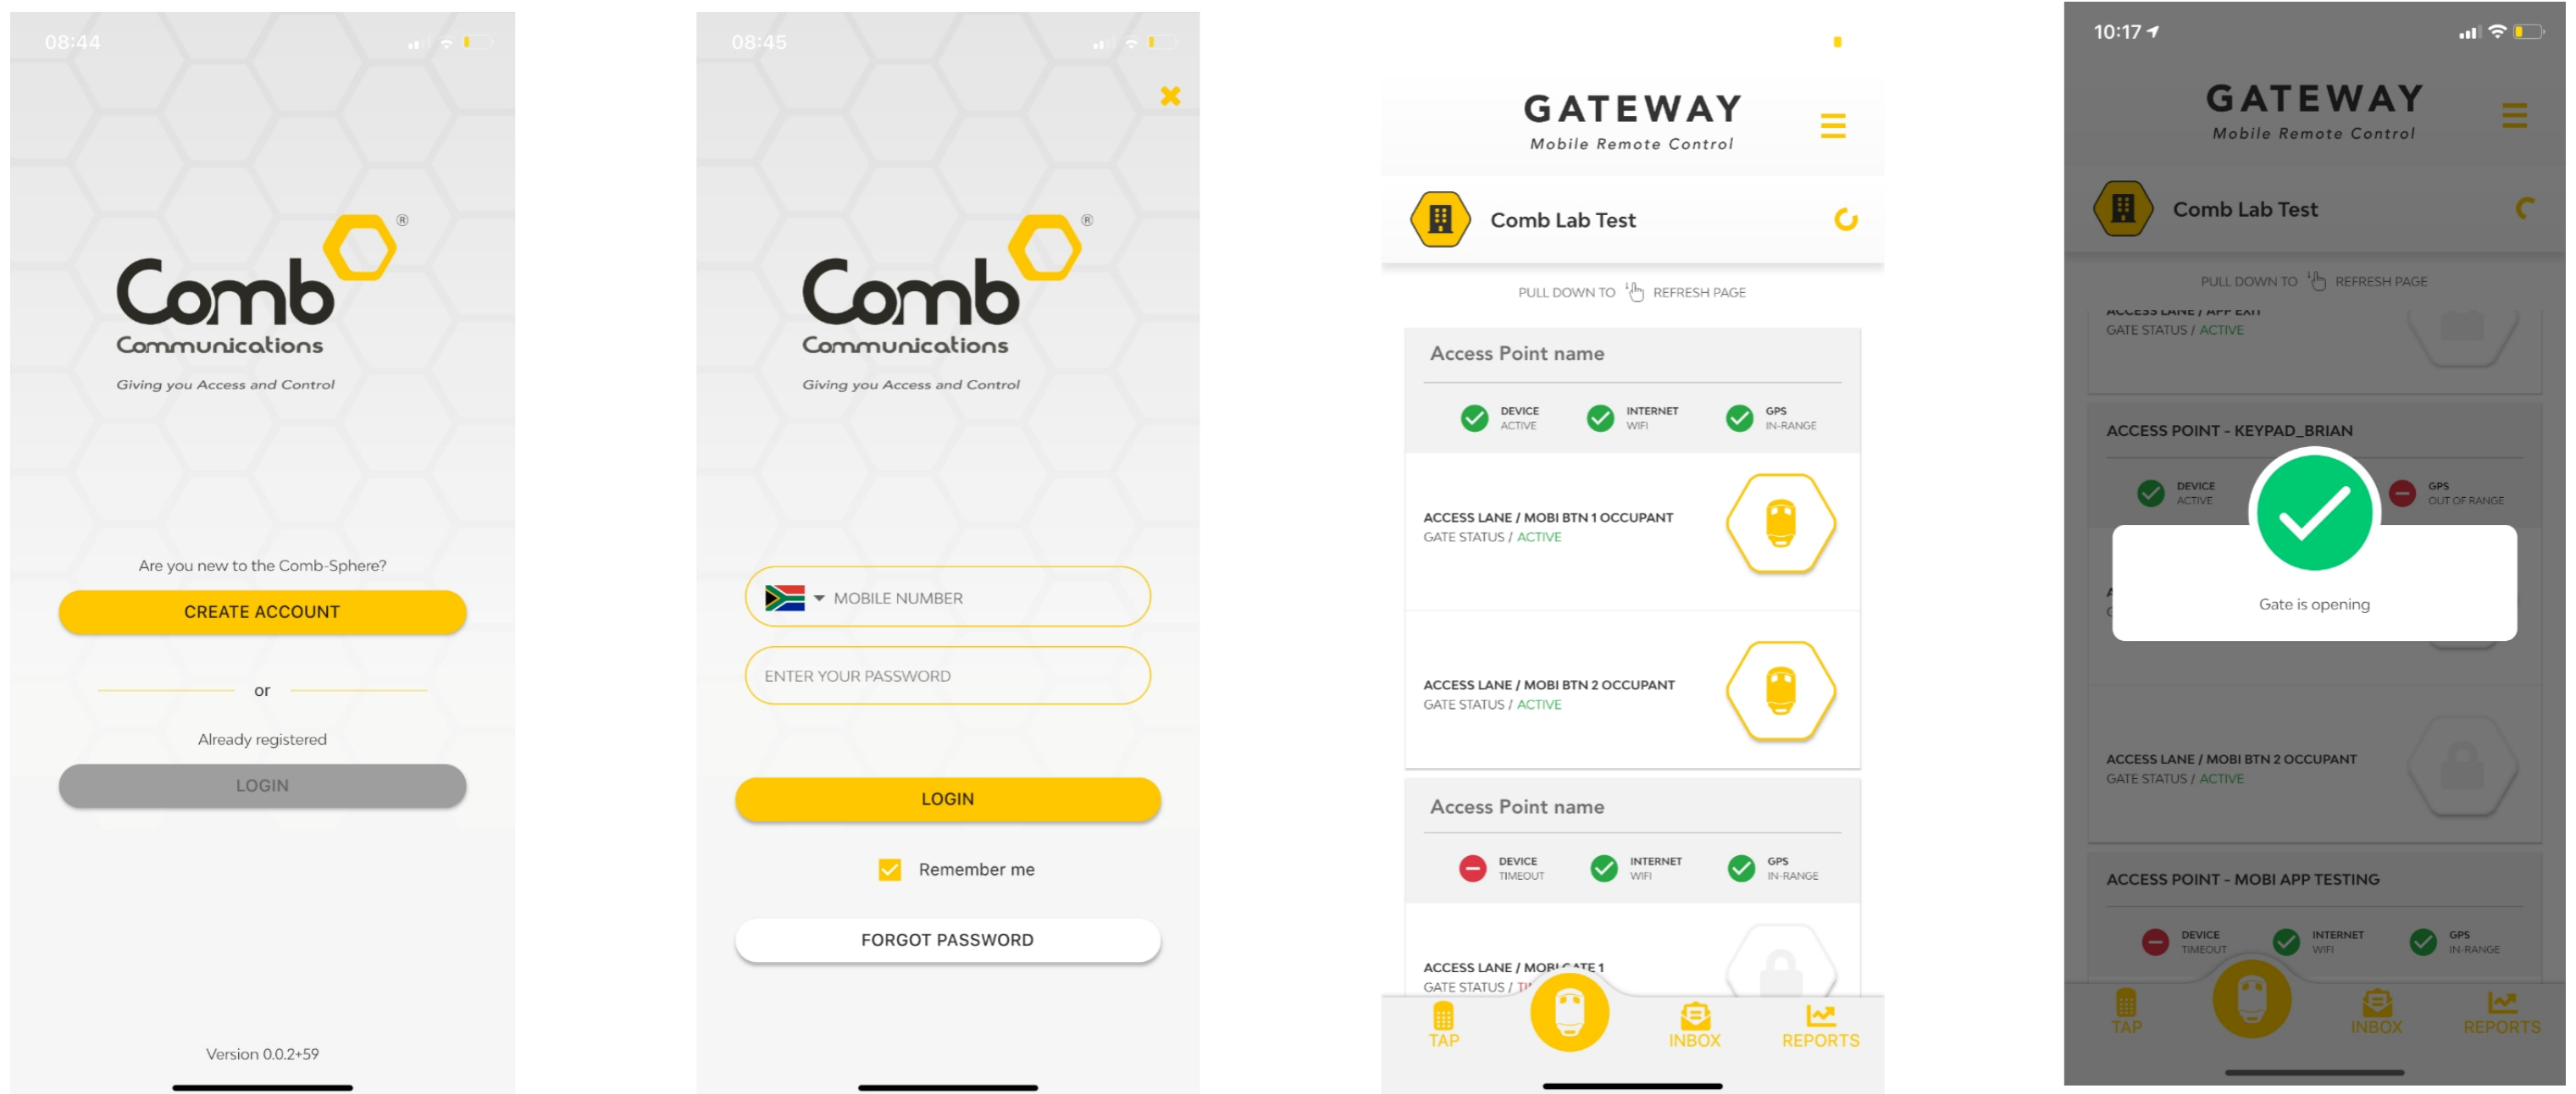 08:44
®
Comb
Communications
Giving you Access and Control
Are you new to the Comb-Sphere?
CREATE ACCOUNT
or
Already registered
LOGIN
Version 0.0.2+59
08:45
®
Comb
Communications
Giving you Access and Control
MOBILE NUMBER
ENTER YOUR PASSWORD
LOGIN
Remember me
FORGOT PASSWORD
GATEWAY
Mobile Remote Control
Comb Lab Test
PULL DOWN TO REFRESH PAGE
Access Point name
DEVICE INTERNET GPS
ACTIVE WIFI IN-RANGE
ACCESS LANE / MOBI BTN 1 OCCUPANT
GATE STATUS / ACTIVE
ACCESS LANE / MOBI BTN 2 OCCUPANT
GATE STATUS / ACTIVE
Access Point name
DEVICE INTERNET GPS
TIMEOUT WIFI IN-RANGE
ACCESS LANE / MOBI GATE 1
GATE STATUS /
TAP INBOX REPORTS
10:17
GATEWAY
Mobile Remote Control
Comb Lab Test
PULL DOWN TO REFRESH PAGE
ACCESS LANE / APP EXIT
GATE STATUS / ACTIVE
ACCESS POINT - KEYPAD_BRIAN
DEVICE GPS
ACTIVE OUT OF RANGE
Gate is opening
ACCESS LANE / MOBI BTN 2 OCCUPANT
GATE STATUS / ACTIVE
ACCESS POINT - MOBI APP TESTING
DEVICE INTERNET GPS
TIMEOUT WIFI IN-RANGE
TAP INBOX REPORTS